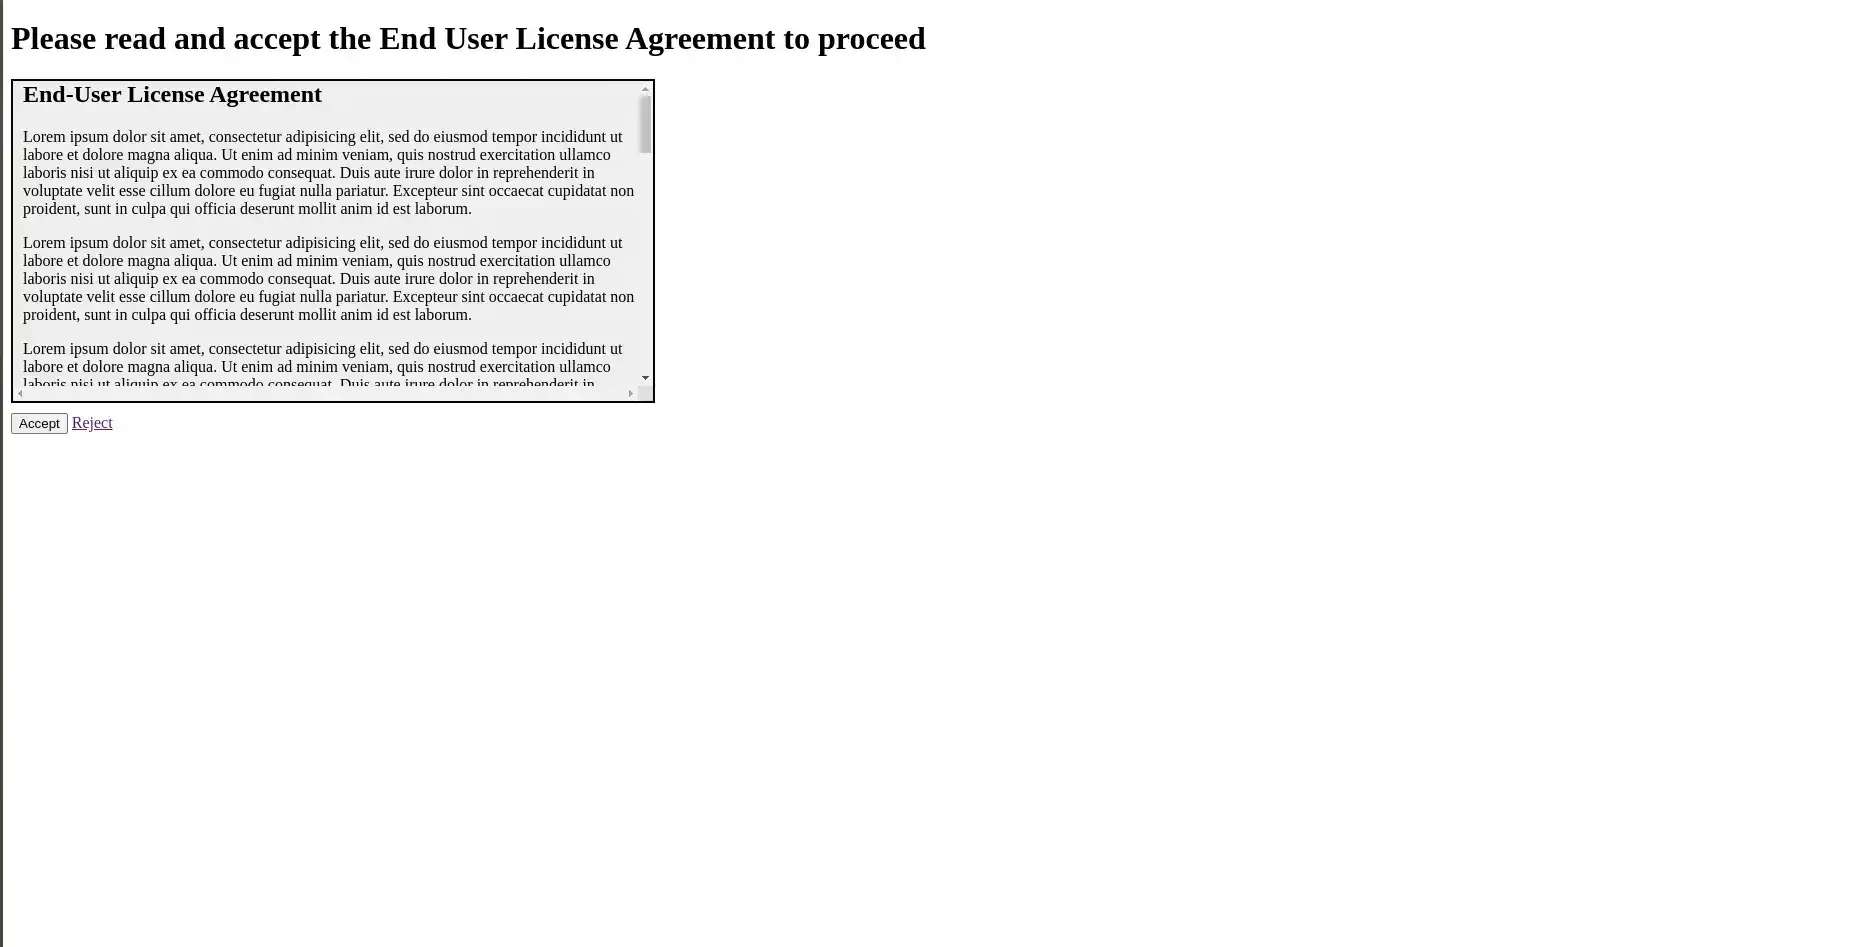 Please read and accept the End User License Agreement to proceed
End-User License Agreement
Lorem ipsum dolor sit amet, consectetur adipisicing elit, sed do eiusmod tempor incididunt ut
labore et dolore magna aliqua. Ut enim ad minim veniam, quis nostrud exercitation ullamco
laboris nisi ut aliquip ex ea commodo consequat. Duis aute irure dolor in reprehenderit in
voluptate velit esse cillum dolore eu fugiat nulla pariatur. Excepteur sint occaecat cupidatat non
proident, sunt in culpa qui officia deserunt mollit anim id est laborum.
Lorem ipsum dolor sit amet, consectetur adipisicing elit, sed do eiusmod tempor incididunt ut
labore et dolore magna aliqua. Ut enim ad minim veniam, quis nostrud exercitation ullamco
laboris nisi ut aliquip ex ea commodo consequat. Duis aute irure dolor in reprehenderit in
voluptate velit esse cillum dolore eu fugiat nulla pariatur. Excepteur sint occaecat cupidatat non
proident, sunt in culpa qui officia deserunt mollit anim id est laborum.
Lorem ipsum dolor sit amet, consectetur adipisicing elit, sed do eiusmod tempor incididunt ut
labore et dolore magna aliqua. Ut enim ad minim veniam, quis nostrud exercitation ullamco
laboris nisi ut aliquip ex ea commodo consequat. Duis aute irure dolor in reprehenderit in
Accept Reject